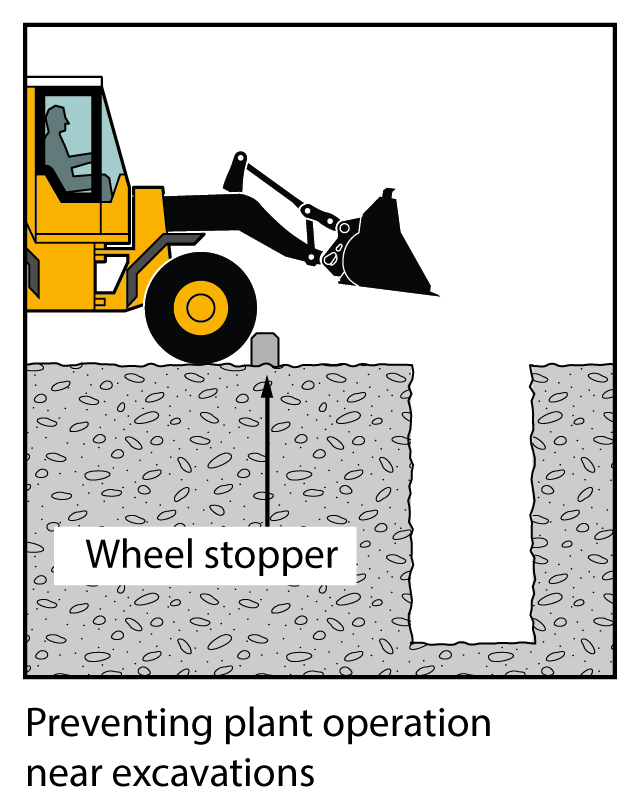 Wheel stopper
Preventing plant operation
near excavations